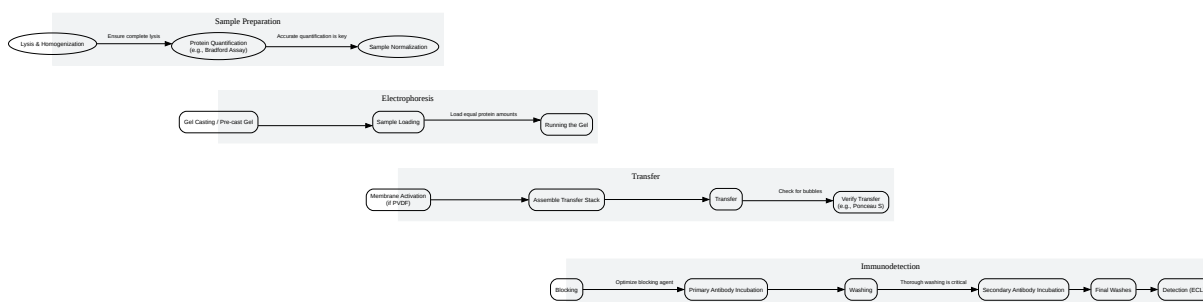 Sample Preparation
Lysis & Homogenization
Ensure complete lysis
Protein Quantification
(e.g., Bradford Assay)
Accurate quantification is key
Sample Normalization
Electrophoresis
Gel Casting / Pre-cast Gel
Sample Loading
Load equal protein amounts
Running the Gel
Transfer
Membrane Activation
(if PVDF)
Assemble Transfer Stack
Transfer
Check for bubbles
Verify Transfer
(e.g., Ponceau S)
Immunodetection
Blocking
Optimize blocking agent
Primary Antibody Incubation
Washing
Thorough washing is critical
Secondary Antibody Incubation
Final Washes
Detection (ECL